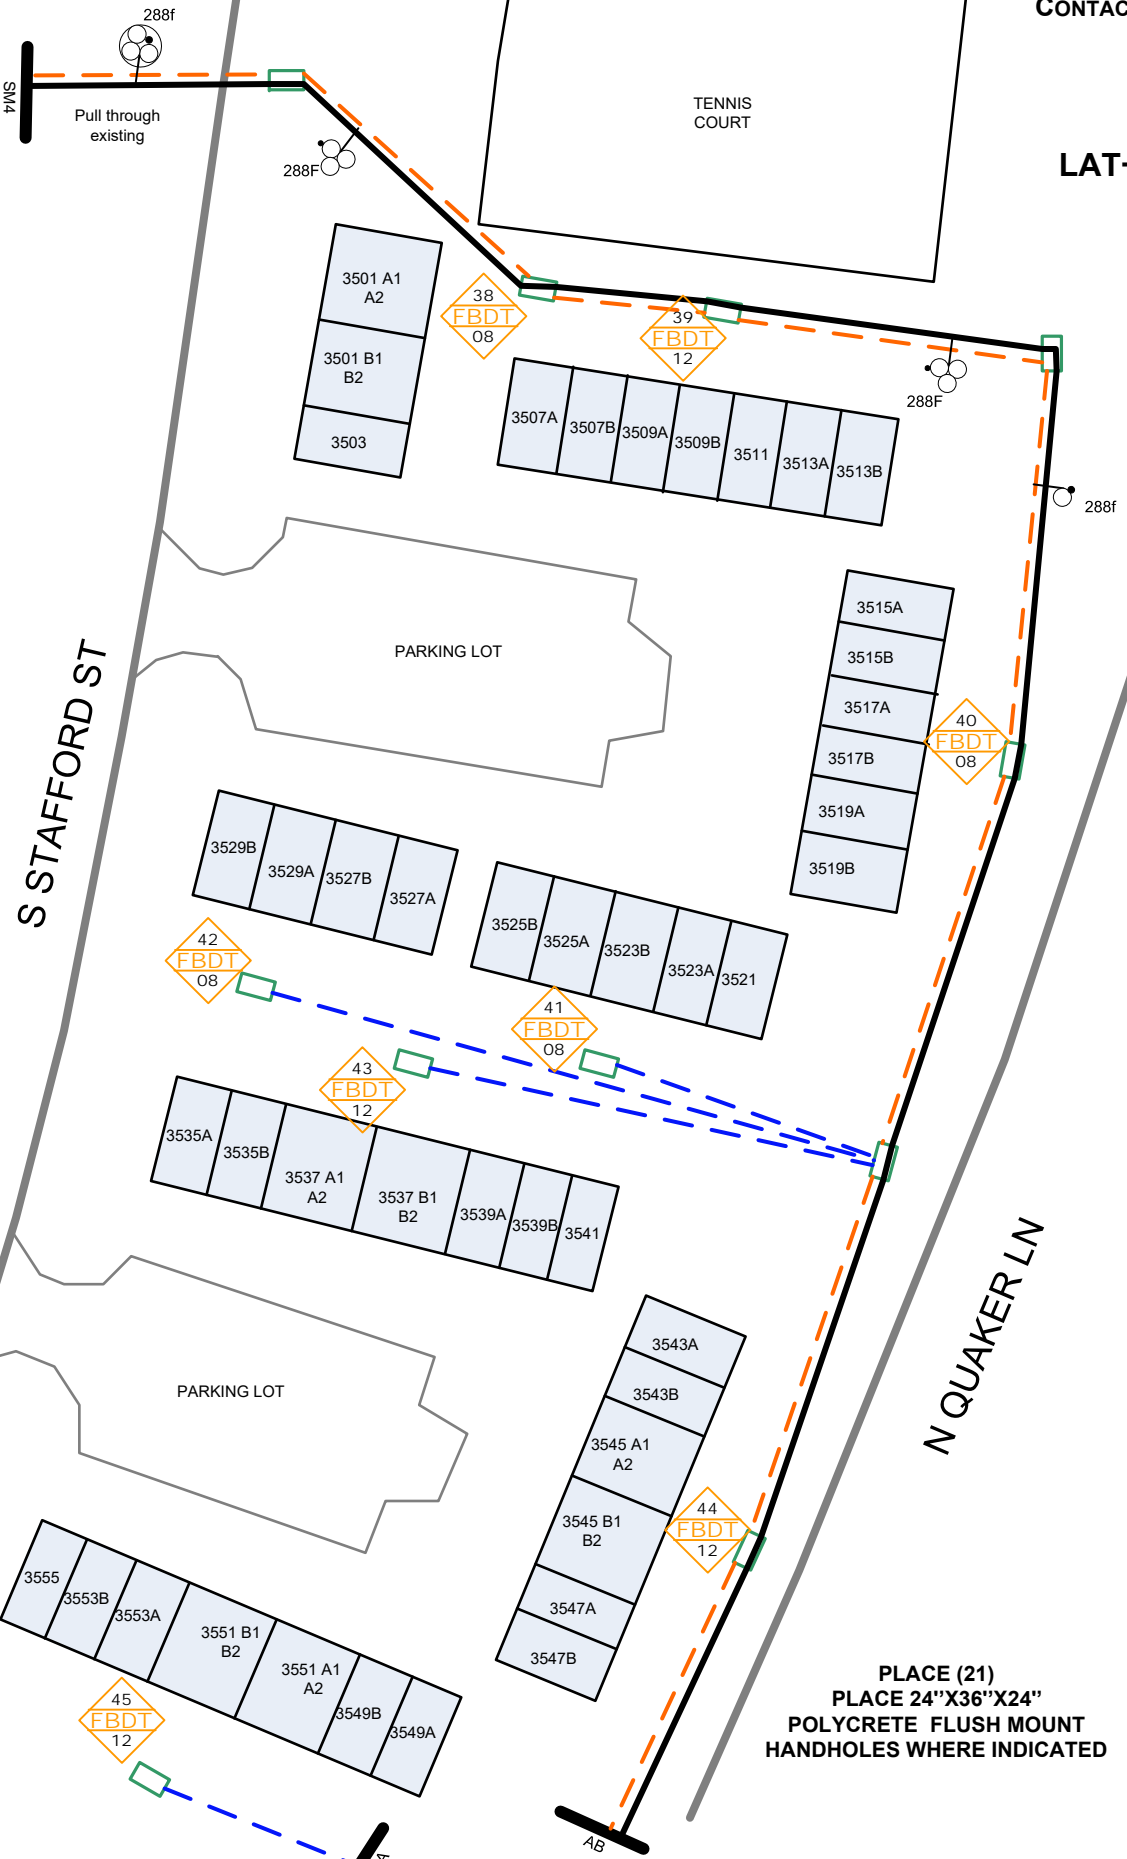 288f
CONTAC
SM4
Pull through
existing
TENNIS
COURT
288F
LAT-
3501 A1
A2
38
FBDT
08
39
FBDT
12
3501 B1
B2
3503
288F
3507A
3507B
3509A
3509B
3511
3513A
3513B
288f
3515A
3515B
3517A
3517B
3519A
3519B
PARKING LOT
40
FBDT
08
S STAFFORD ST
3529B
3529A
3527B
3527A
3525B
3525A
3523B
3523A
3521
42
FBDT
08
41
FBDT
08
43
FBDT
12
3535A
3535B
3537 A1
A2
3537 B1
B2
3539A
3539B
3541
N QUAKER LN
3543A
3543B
3545 A1
A2
3545 B1
B2
3547A
3547B
PARKING LOT
44
FBDT
12
3555
3553B
3553A
3551 B1
B2
3551 A1
A2
3549B
3549A
45
FBDT
12
PLACE (21)
PLACE 24''X36''X24''
POLYCRETE FLUSH MOUNT
HANDHOLES WHERE INDICATED
AB